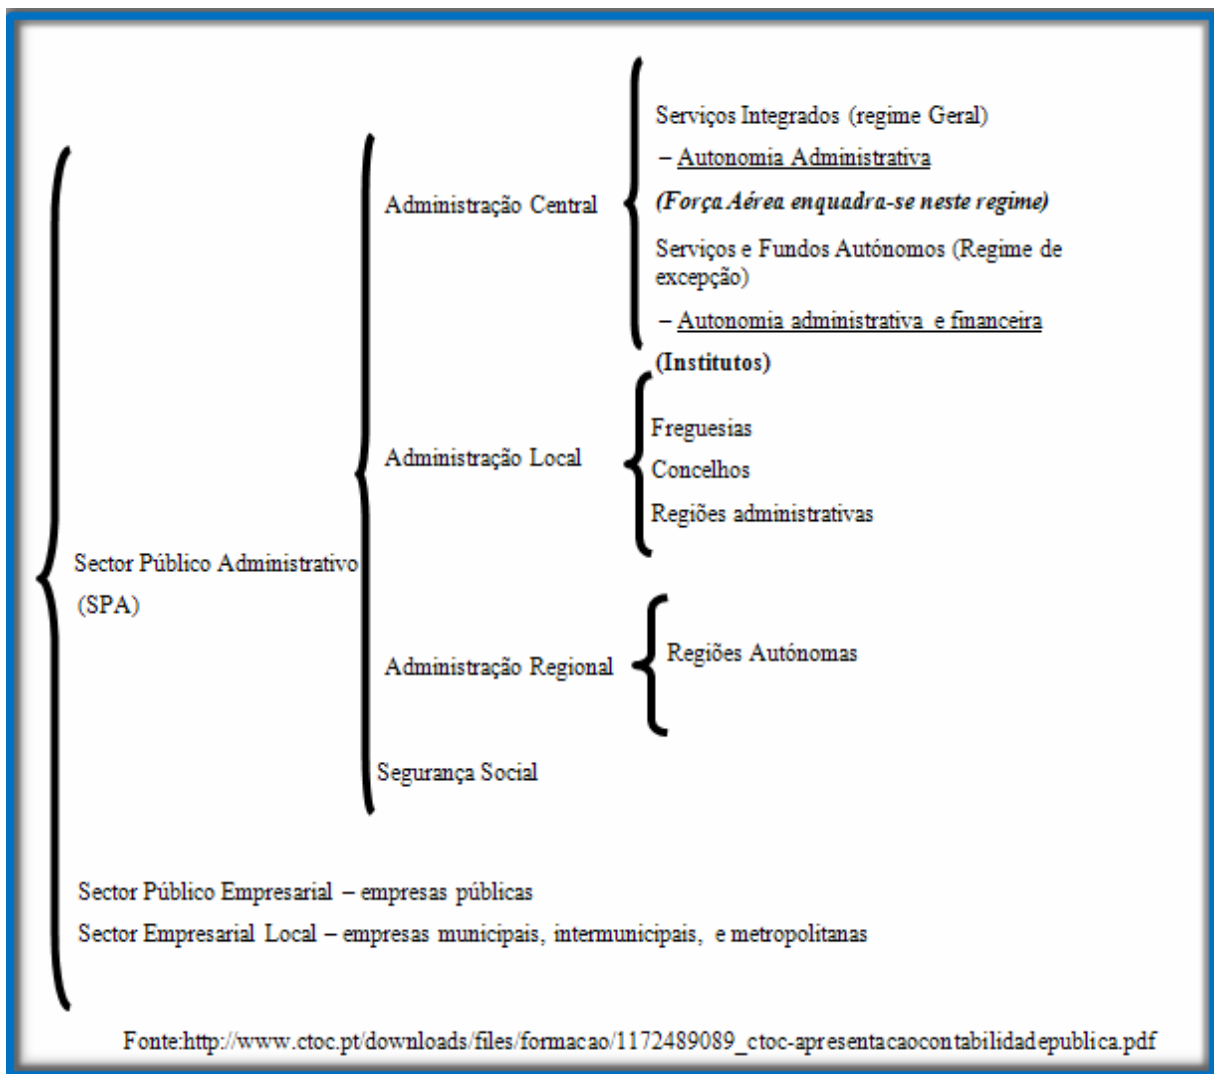 Serviços Integrados (regime Geral)
– Autonomia Administrativa
(Força Aérea enquadra-se neste regime)
Administração Central
Serviços e Fundos Autónomos (Regime de
excepção)
– Autonomia administrativa e financeira
(Institutos)
Freguesias
Administração Local
Concelhos
Regiões administrativas
Sector Público Administrativo
(SPA)
Regiões Autónomas
Administração Regional
Segurança Social
Sector Público Empresarial – empresas públicas
Sector Empresarial Local – empresas municipais, intermunicipais, e metropolitanas
Fonte:http://www.ctoc.pt/downloads/files/formacao/1172489089_ctoc-apresentacaocontabilidadepublica.pdf